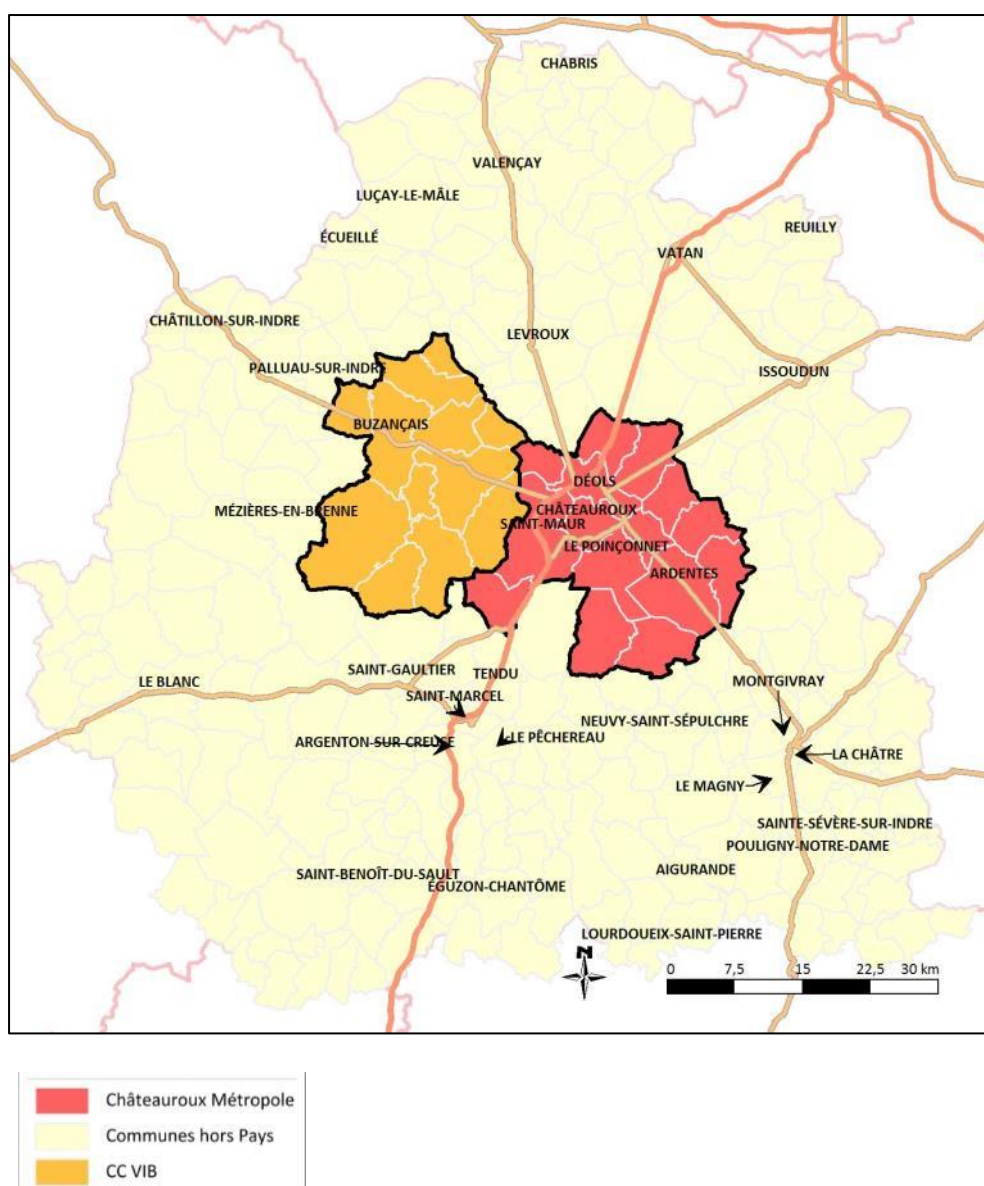 CHABRIS
VALENÇAY
LUÇAY-LE-MÂLE
REUILLY
ÉCUEILLÉ
VATAN
CHÂTILLON-SUR-INDRE
LEVROUX
PALLUAU-SUR-INDRE
ISSOUDUN
BUZANÇAIS
DÉOLS
MÉZIÈRES-EN-BRENNE
CHÂTEAUROUX
SAINT-MAUR
LE POINÇONNET
ARDENTES
SAINT-GAULTIER
TENDU
LE BLANC
MONTGIVRAY
SAINT-MARCEL
NEUVY-SAINT-SÉPULCHRE
ARGENTON-SUR-CREUSE
LE PÊCHEREAU
LA CHÂTRE
LE MAGNY
SAINTE-SÉVÈRE-SUR-INDRE
POULIGNY-NOTRE-DAME
AIGURANDE
SAINT-BENOÎT-DU-SAULT
ÉGUZON-CHANTÔME
LOURDOUEIX-SAINT-PIERRE
N
0 7,5 15 22,5 30 km
Châteauroux Métropole
Communes hors Pays
CC VIB